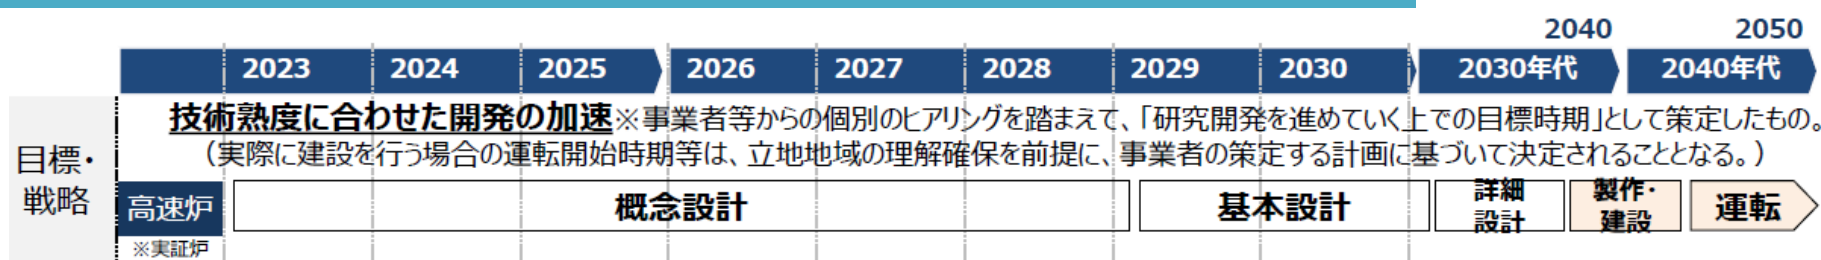 2040 2050
2023 2024 2025 2026 2027 2028 2029 2030 2030年代 2040年代
目標・
戦略
技術熟度に合わせた開発の加速※事業者等からの個別のヒアリングを踏まえて、「研究開発を進めていく上での目標時期」として策定したもの。
（実際に建設を行う場合の運転開始時期等は、立地地域の理解確保を前提に、事業者の策定する計画に基づいて決定されることとなる。）
高速炉
※実証炉
概念設計
基本設計
詳細
設計
製作・
建設
運転